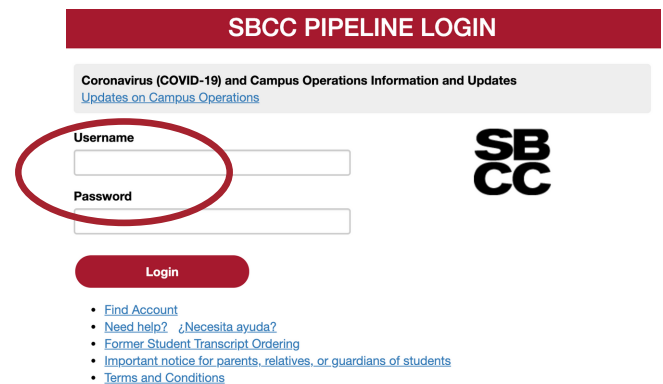 SBCC PIPELINE LOGIN
Coronavirus (COVID-19) and Campus Operations Information and Updates
Updates on Campus Operations
Username
SB
CC
Password
Login
Find Account
Need help? ¿Necesita ayuda?
Former Student Transcript Ordering
Important notice for parents, relatives, or guardians of students
Terms and Conditions